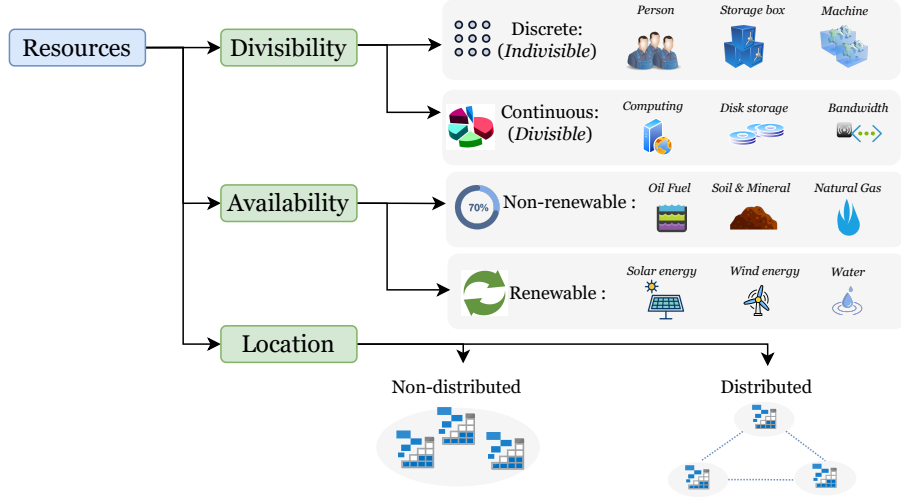 Resources
Divisibility
Discrete:
(Indivisible)
Person
Storage box
Machine
Continuous:
(Divisible)
Computing
Disk storage
Bandwidth
Availability
70%
Non-renewable :
Oil Fuel
Soil & Mineral
Natural Gas
Renewable :
Solar energy
Wind energy
Water
Location
Non-distributed
Distributed